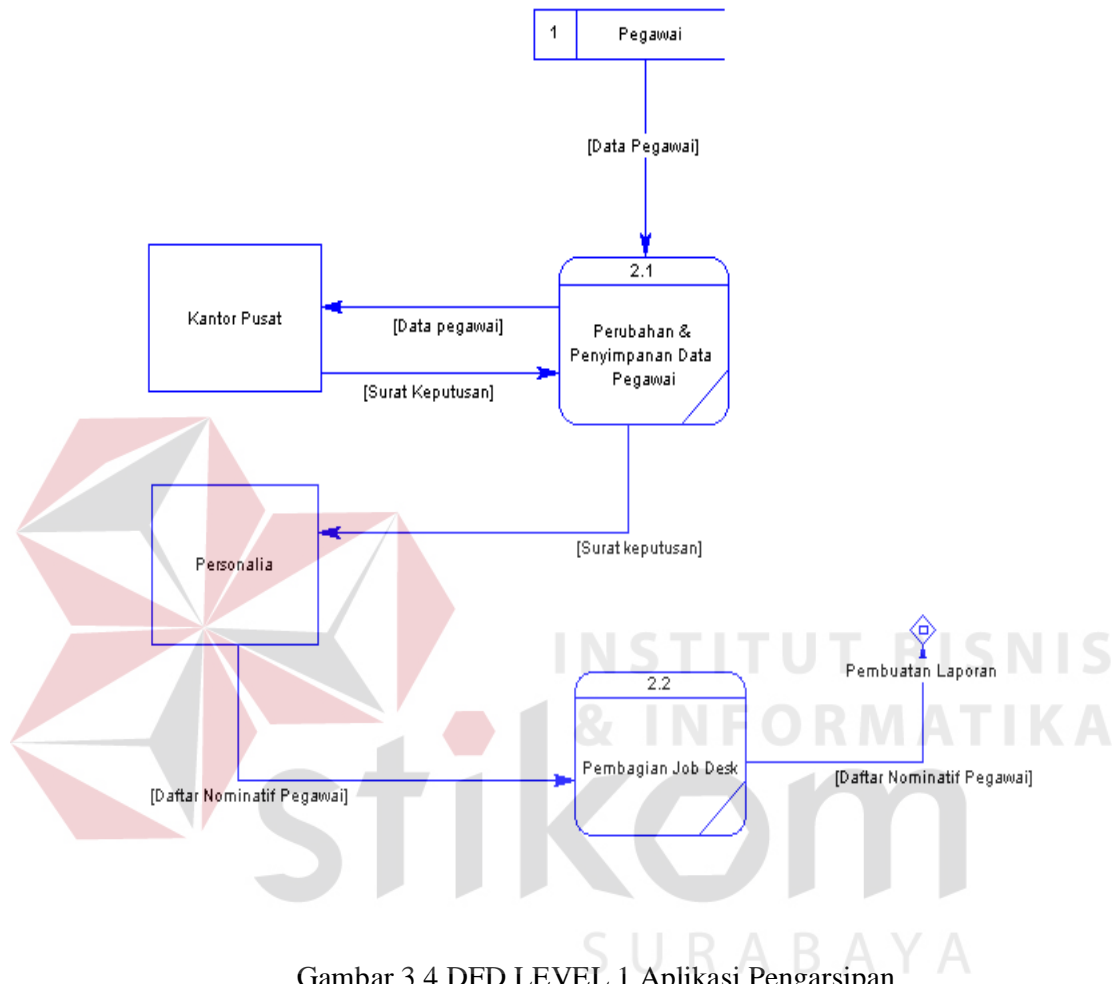 1
Pegawai
[Data Pegawai]
2.1
Kantor Pusat
[Data pegawai]
Perubahan &
Penyimpanan Data
Pegawai
[Surat Keputusan]
[Surat keputusan]
Personalia
INSTITUT BISNIS
& INFORMATIKA
stikom
SURABAYA
Pembuatan Laporan
2.2
Pembagian Job Desk
[Daftar Nominatif Pegawai]
[Daftar Nominatif Pegawai]
Gambar 3.4 DFD LEVEL 1 Aplikasi Pengarsipan